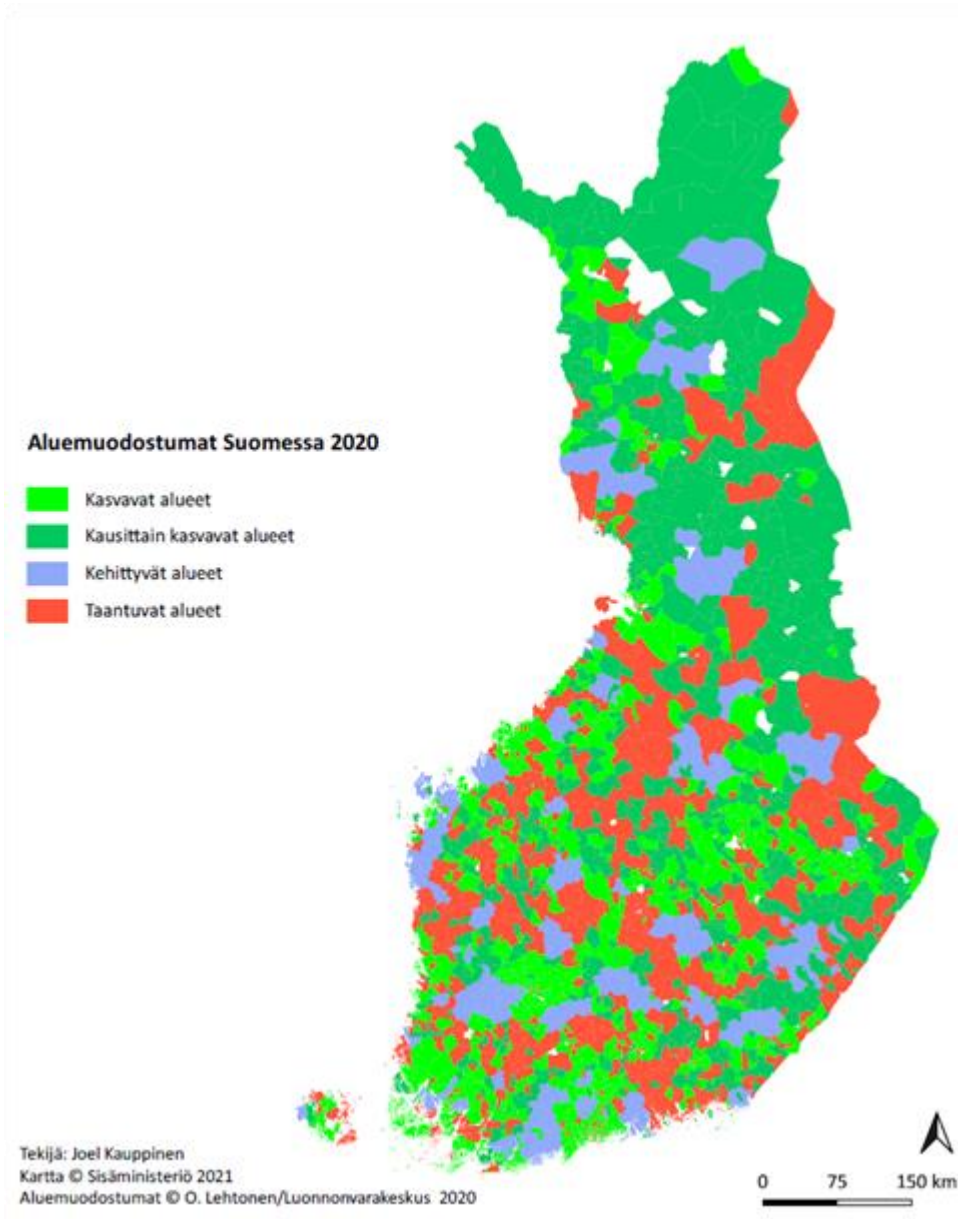 Aluemuodostumat Suomessa 2020
Kasvavat alueet
Kausittain kasvavat alueet
Kehittyvät alueet
Taantuvat alueet
Tekijä: Joel Kauppinen
Kartta © Sisäministeriö 2021
Aluemuodostumat © O. Lehtonen/Luonnonvarakeskus 2020
0 75 150 km